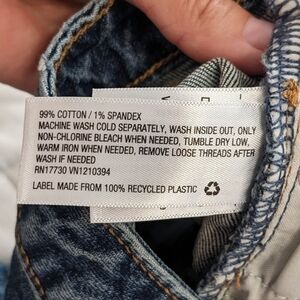 99% COTTON / 1% SPANDEX
MACHINE WASH COLD SEPARATELY, WASH INSIDE OUT, ONLY
NON-CHLORINE BLEACH WHEN NEEDED, TUMBLE DRY LOW,
WARM IRON WHEN NEEDED, REMOVE LOOSE THREADS AFTER
WASH IF NEEDED
RN17730 VN1210394
LABEL MADE FROM 100% RECYCLED PLASTIC